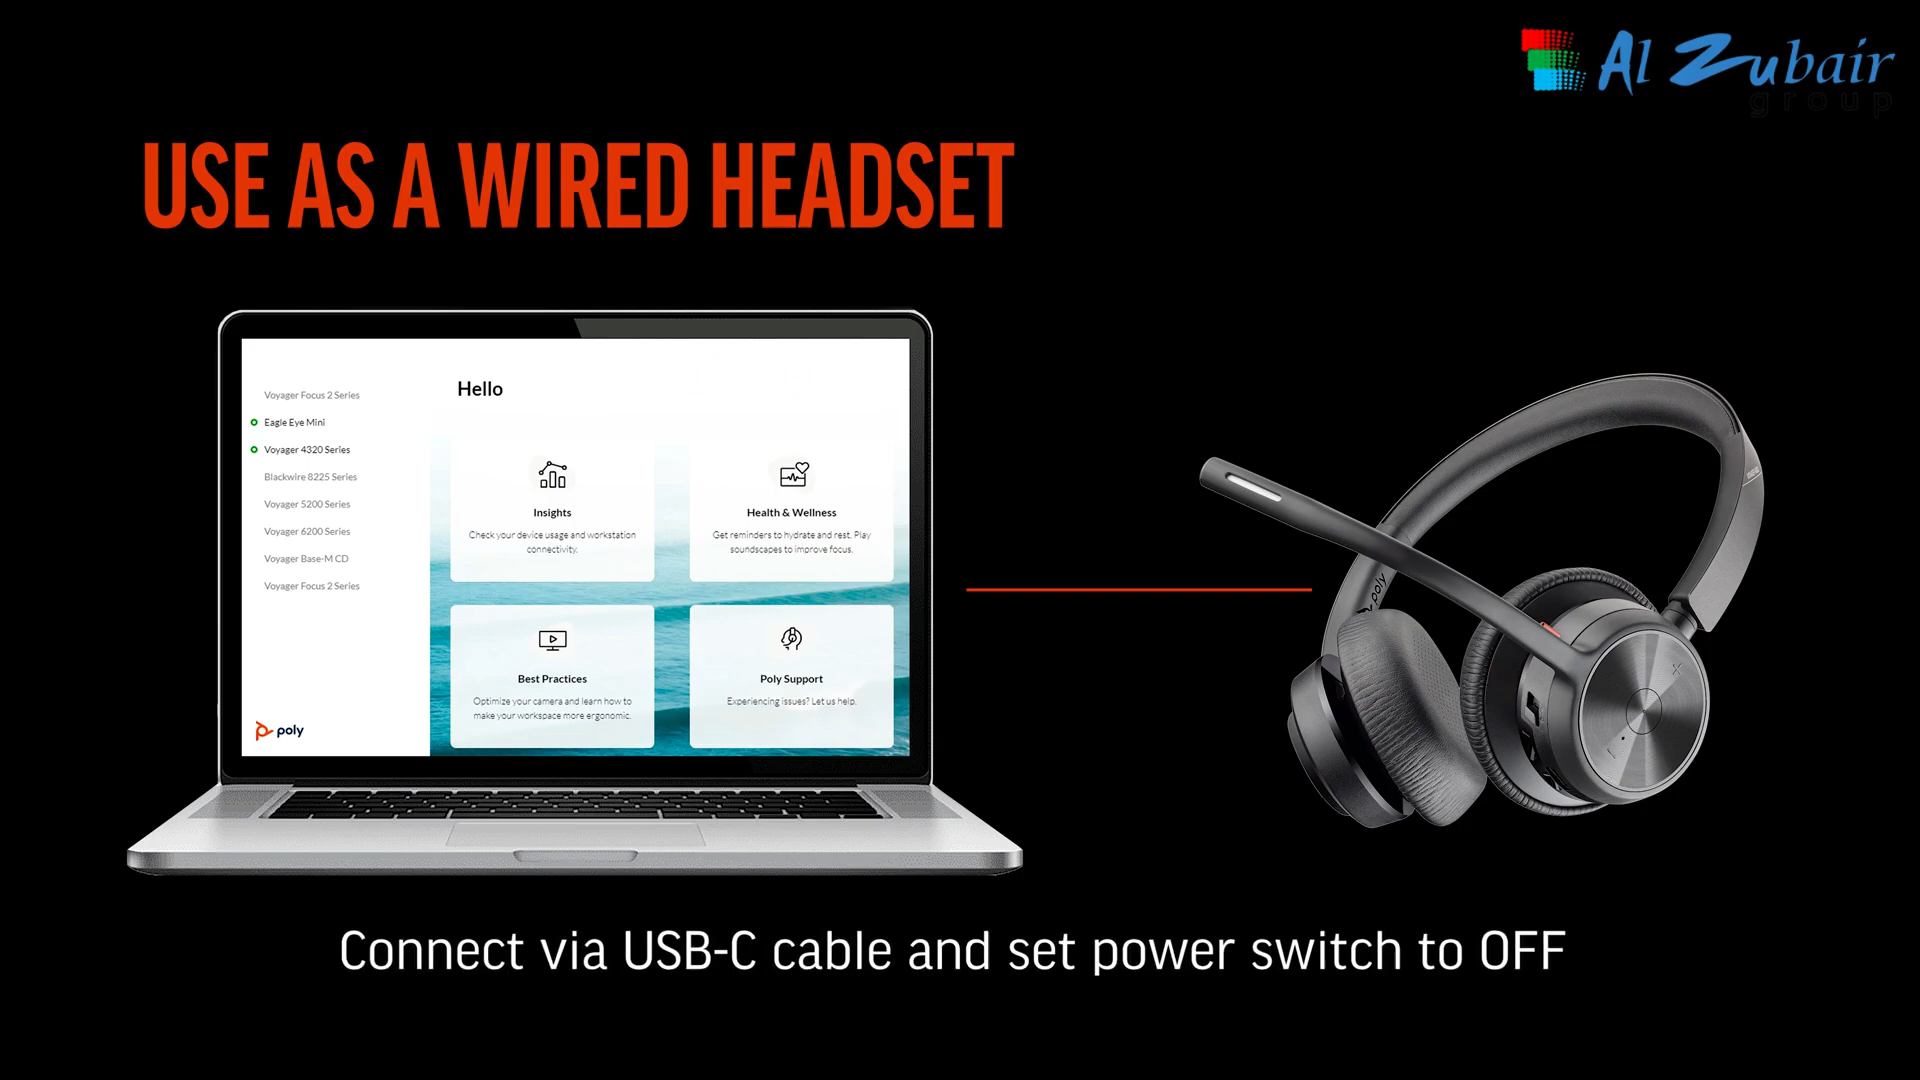 Al Zubair
group
USE AS A WIRED HEADSET
Hello
Voyager Focus 2 Series
Eagle Eye Mini
Voyager 4320 Series
Blackwire 8225 Series
Voyager 5200 Series
Voyager 6200 Series
Voyager Base-M CD
Voyager Focus 2 Series
poly
Insights
Check your device usage and workstation
connectivity.
Health & Wellness
Get reminders to hydrate and rest. Play
soundscapes to improve focus.
Best Practices
Optimize your camera and learn how to
make your workspace more ergonomic.
Poly Support
Experiencing issues? Let us help.
poly
Connect via USB-C cable and set power switch to OFF